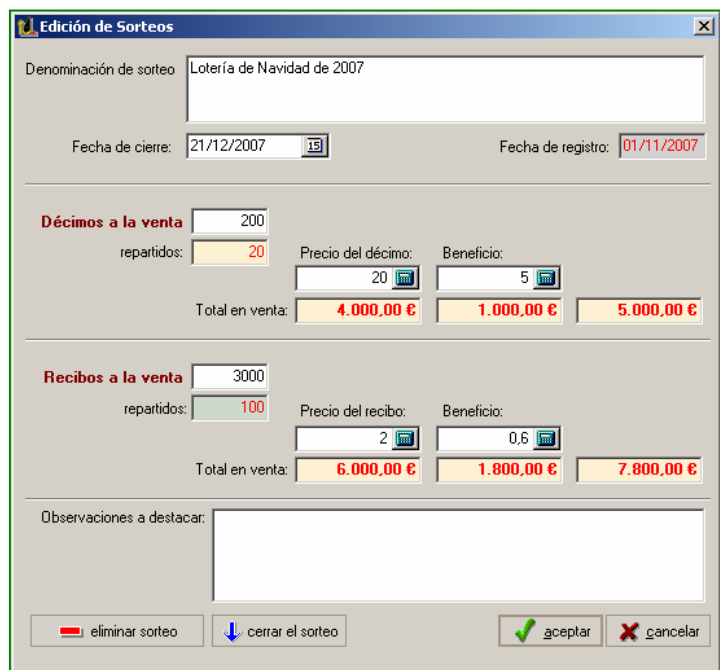 Edición de Sorteos
Denominación de sorteo Lotería de Navidad de 2007
Fecha de cierre: 21/12/2007 15 Fecha de registro: 01/11/2007
Décimos a la venta 200
repartidos: 20 Precio del décimo: Beneficio:
20 5
Total en venta: 4.000,00 € 1.000,00 € 5.000,00 €
Recibos a la venta 3000
repartidos: 100 Precio del recibo: Beneficio:
2 0,6
Total en venta: 6.000,00 € 1.800,00 € 7.800,00 €
Observaciones a destacar:
eliminar sorteo cerrar el sorteo aceptar cancelar